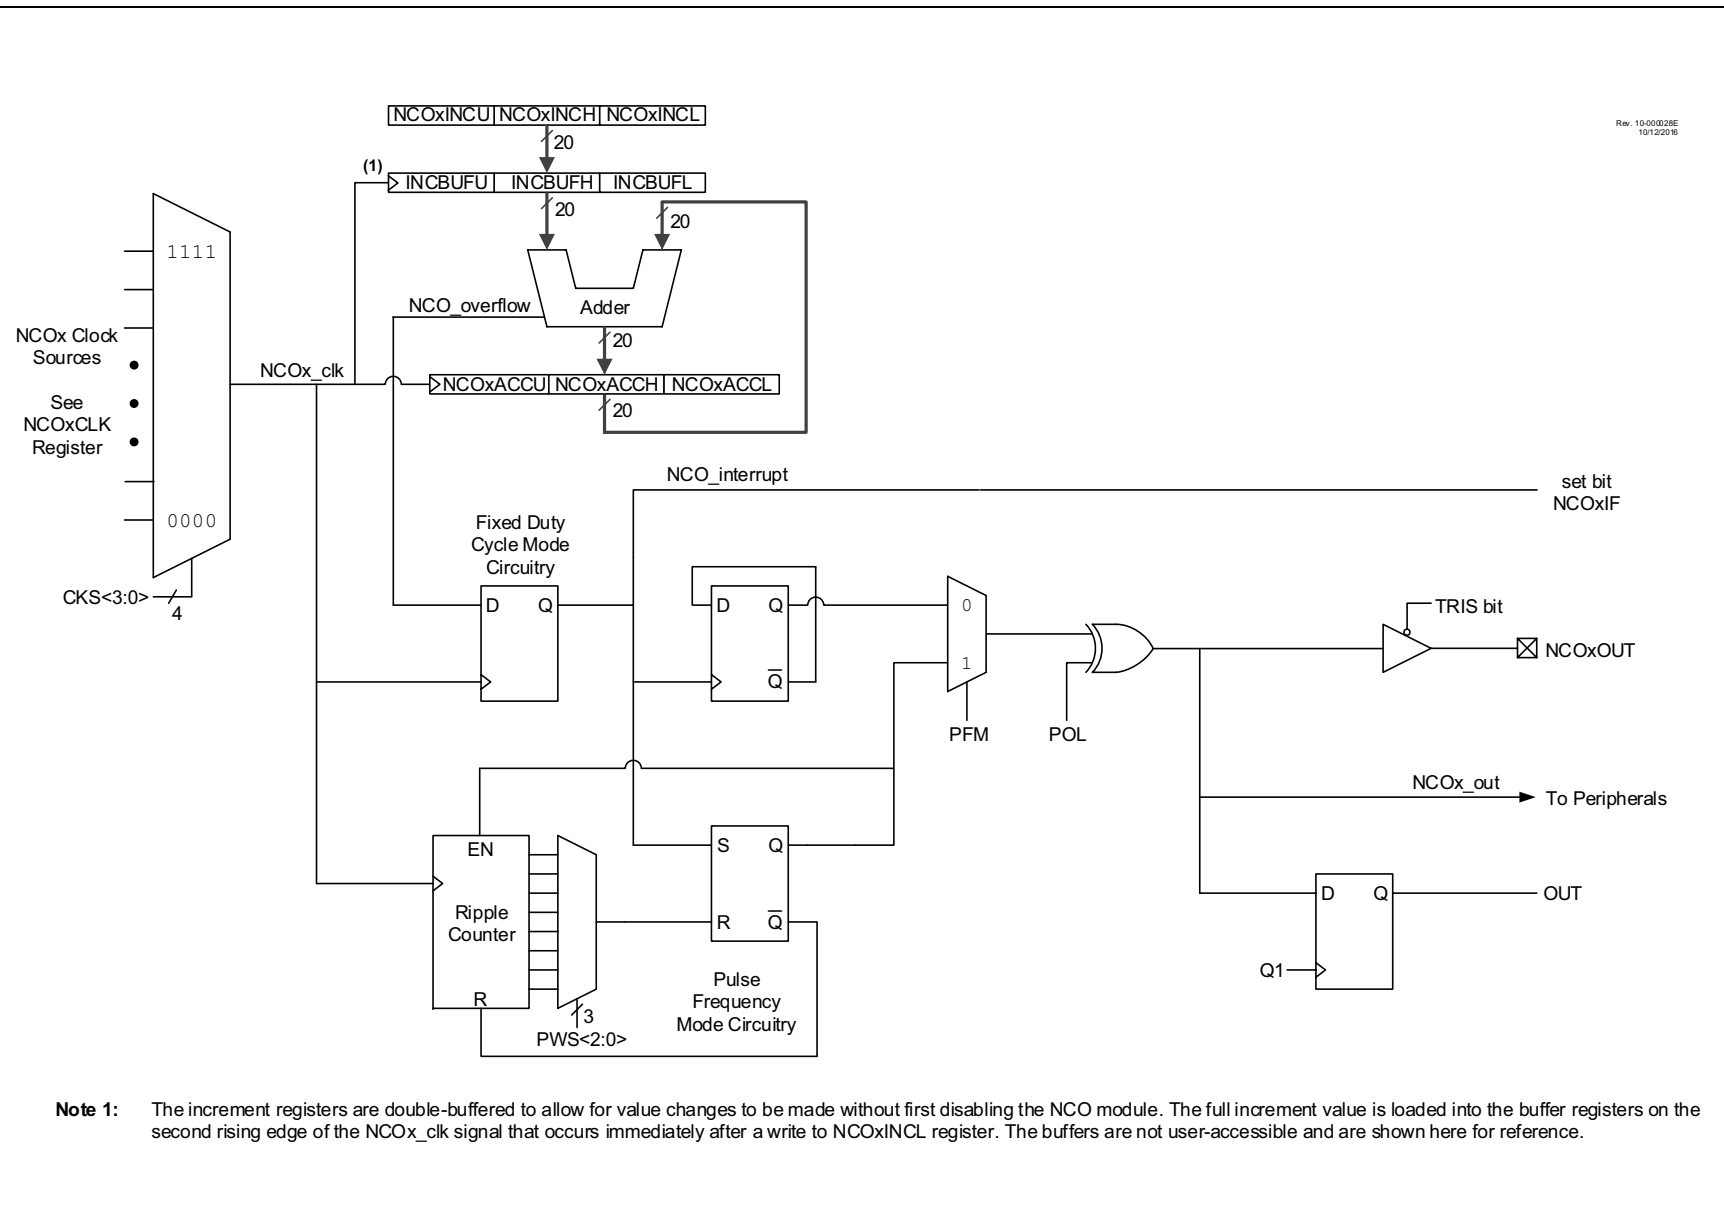 Rev. 10-000028E
10/12/2016
NCOxINCU NCOxINCH NCOxINCL
20
(1)
INCBUFU INCBUFH INCBUFL
20
20
1111
Adder
NCO_overflow
20
NCOx Clock
Sources
See
NCOxCLK
Register
NCOx_clk
NCOxACCU NCOxACCH NCOxACCL
20
0000
CKS<3:0>
4
NCO_interrupt
set bit
NCOxIF
Fixed Duty
Cycle Mode
Circuitry
D Q
D Q
Q
0
1
PFM
POL
TRIS bit
NCOxOUT
NCOx_out
To Peripherals
EN
Ripple
Counter
R
3
PWS<2:0>
S Q
R Q
Pulse
Frequency
Mode Circuitry
D Q
Q1
OUT
Note 1: The increment registers are double-buffered to allow for value changes to be made without first disabling the NCO module. The full increment value is loaded into the buffer registers on the
second rising edge of the NCOx_clk signal that occurs immediately after a write to NCOxINCL register. The buffers are not user-accessible and are shown here for reference.